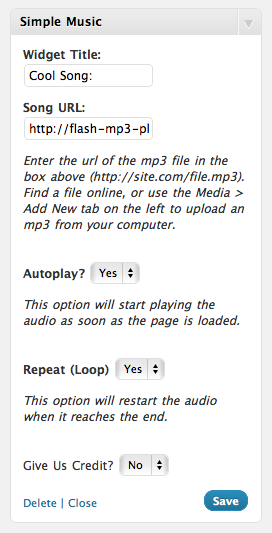 Simple Music
Widget Title:
Cool Song:
Song URL:
http://flash-mp3-pl
Enter the url of the mp3 file in the
box above (http://site.com/file.mp3).
Find a file online, or use the Media >
Add New tab on the left to upload an
mp3 from your computer.
Autoplay? Yes
This option will start playing the
audio as soon as the page is loaded.
Repeat (Loop) Yes
This option will restart the audio
when it reaches the end.
Give Us Credit? No
Delete | Close Save